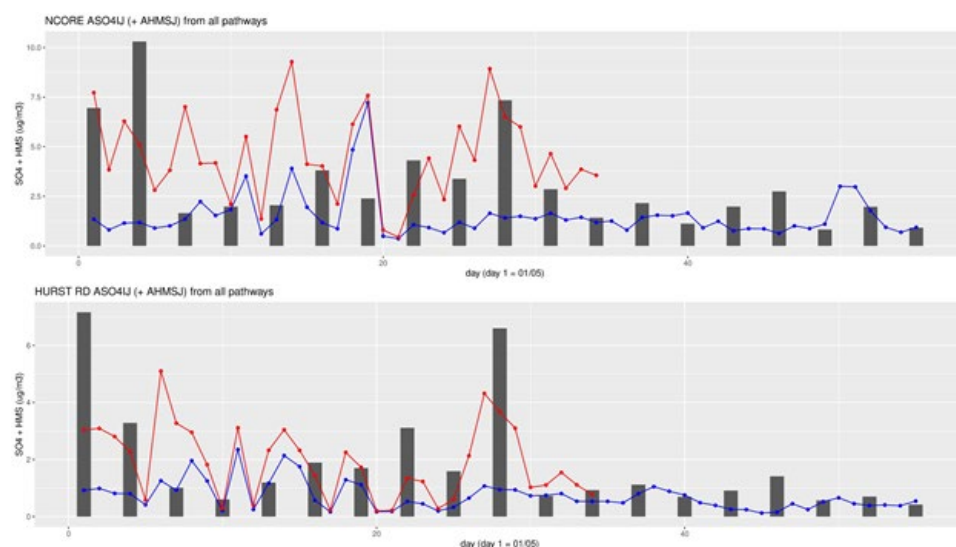 NCORE ASO4IJ (+ AHMSJ) from all pathways
10.0
7.5
5.0
2.5
0.0
SO4 + HMS (ug/m3)
0
20
40
day (day 1 = 01/05)
HURST RD ASO4IJ (+ AHMSJ) from all pathways
6
4
2
0
SO4 + HMS (ug/m3)
0
20
40
day (day 1 = 01/05)